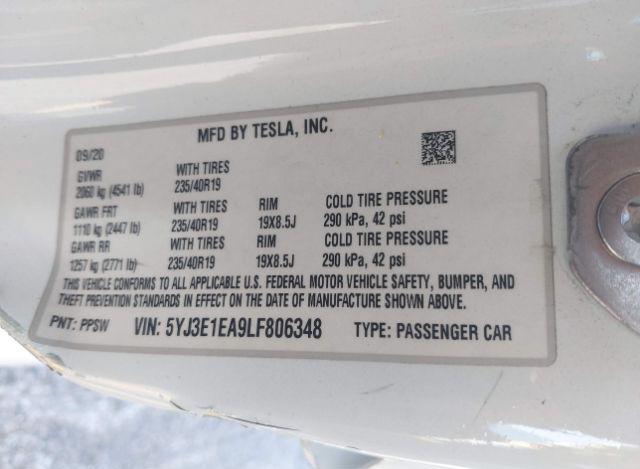 MFD BY TESLA, INC.
09/20
GVWR WITH TIRES
2060 kg (4541 lb) 235/40R19
GAWR FRT WITH TIRES RIM COLD TIRE PRESSURE
1110 kg (2447 lb) 235/40R19 19X8.5J 290 kPa, 42 psi
GAWR RR WITH TIRES RIM COLD TIRE PRESSURE
1257 kg (2771 lb) 235/40R19 19X8.5J 290 kPa, 42 psi
THIS VEHICLE CONFORMS TO ALL APPLICABLE U.S. FEDERAL MOTOR VEHICLE SAFETY, BUMPER, AND
THEFT PREVENTION STANDARDS IN EFFECT ON THE DATE OF MANUFACTURE SHOWN ABOVE.
PNT: PPSW VIN: 5YJ3E1EA9LF806348 TYPE: PASSENGER CAR